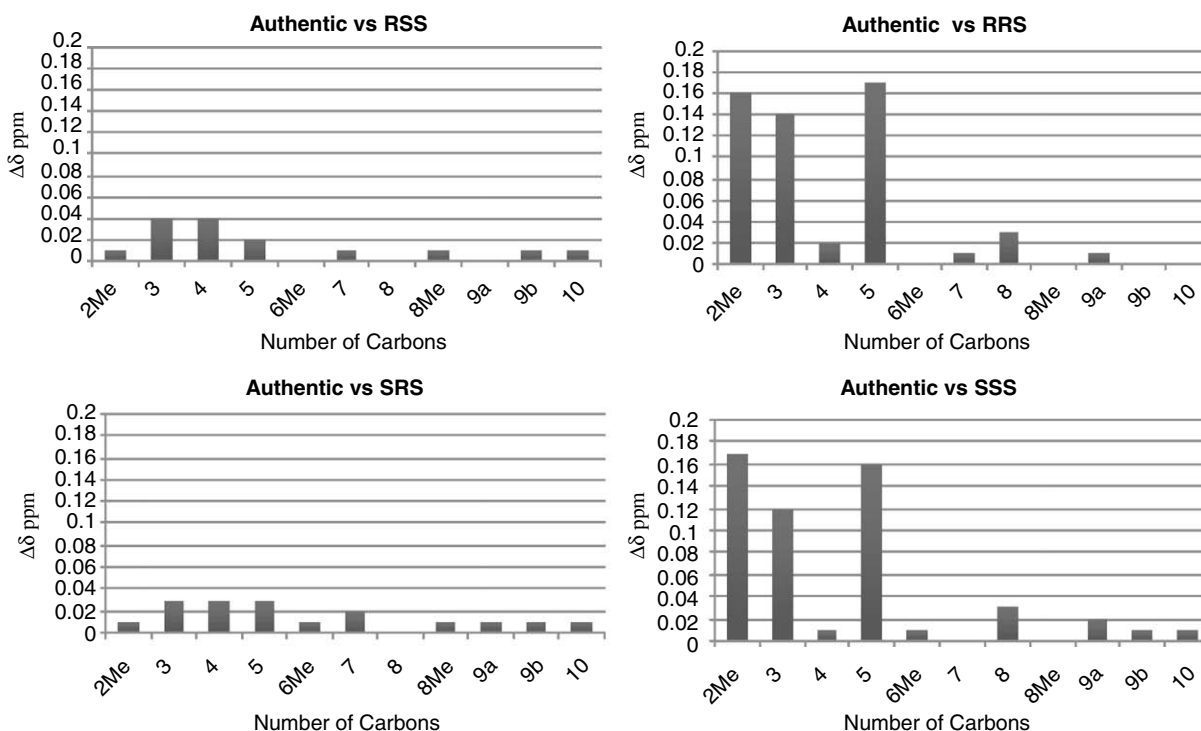 Authentic vs RSS
0.2
0.18
0.16
0.14
0.12
0.1
0.08
0.06
0.04
0.02
0
Δδ ppm
2Me 3 4 5 6Me 7 8 8Me 9a 9b 10
Number of Carbons
Authentic vs RRS
0.2
0.18
0.16
0.14
0.12
0.1
0.08
0.06
0.04
0.02
0
Δδ ppm
2Me 3 4 5 6Me 7 8 8Me 9a 9b 10
Number of Carbons
Authentic vs SRS
0.2
0.18
0.16
0.14
0.12
0.1
0.08
0.06
0.04
0.02
0
Δδ ppm
2Me 3 4 5 6Me 7 8 8Me 9a 9b 10
Number of Carbons
Authentic vs SSS
0.2
0.18
0.16
0.14
0.12
0.1
0.08
0.06
0.04
0.02
0
Δδ ppm
2Me 3 4 5 6Me 7 8 8Me 9a 9b 10
Number of Carbons